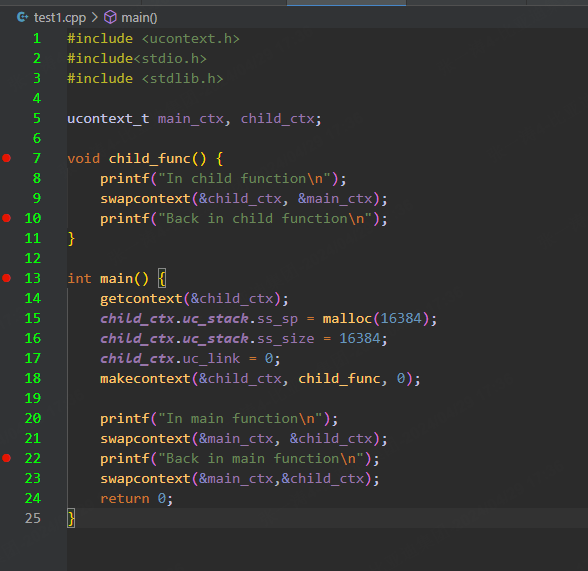 test1.cpp > main()
1 #include <ucontext.h>
2 #include<stdio.h>
3 #include <stdlib.h>
4
5 ucontext_t main_ctx, child_ctx;
6
7 void child_func() {
8     printf("In child function\n");
9     swapcontext(&child_ctx, &main_ctx);
10     printf("Back in child function\n");
11 }
12
13 int main() {
14     getcontext(&child_ctx);
15     child_ctx.uc_stack.ss_sp = malloc(16384);
16     child_ctx.uc_stack.ss_size = 16384;
17     child_ctx.uc_link = 0;
18     makecontext(&child_ctx, child_func, 0);
19
20     printf("In main function\n");
21     swapcontext(&main_ctx, &child_ctx);
22     printf("Back in main function\n");
23     swapcontext(&main_ctx,&child_ctx);
24     return 0;
25 }